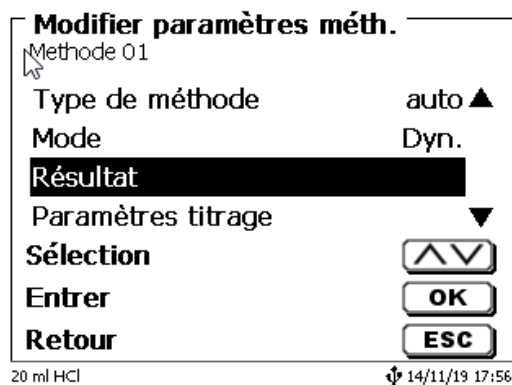 Modifier paramètres méth.
Methode 01
Type de méthode auto
Mode Dyn.
Résultat
Paramètres titrage
Sélection
Entrer OK
Retour ESC
20 ml HCl 14/11/19 17:56